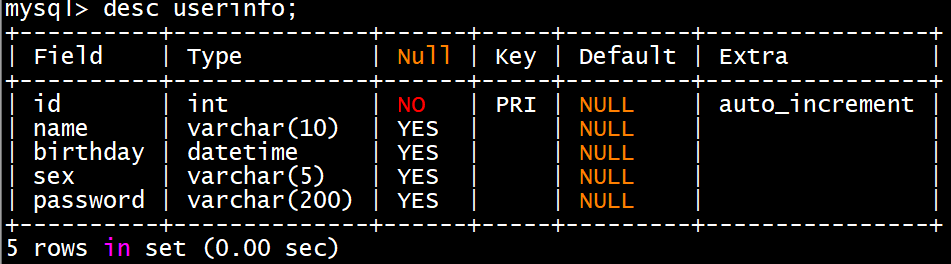 mysql> desc userinfo;
+----------+--------------+------+-----+---------+----------------+
| Field    | Type         | Null | Key | Default | Extra          |
+----------+--------------+------+-----+---------+----------------+
| id       | int          | NO   | PRI | NULL    | auto_increment |
| name     | varchar(10)  | YES  |     | NULL    |                |
| birthday | datetime     | YES  |     | NULL    |                |
| sex      | varchar(5)   | YES  |     | NULL    |                |
| password | varchar(200) | YES  |     | NULL    |                |
+----------+--------------+------+-----+---------+----------------+
5 rows in set (0.00 sec)